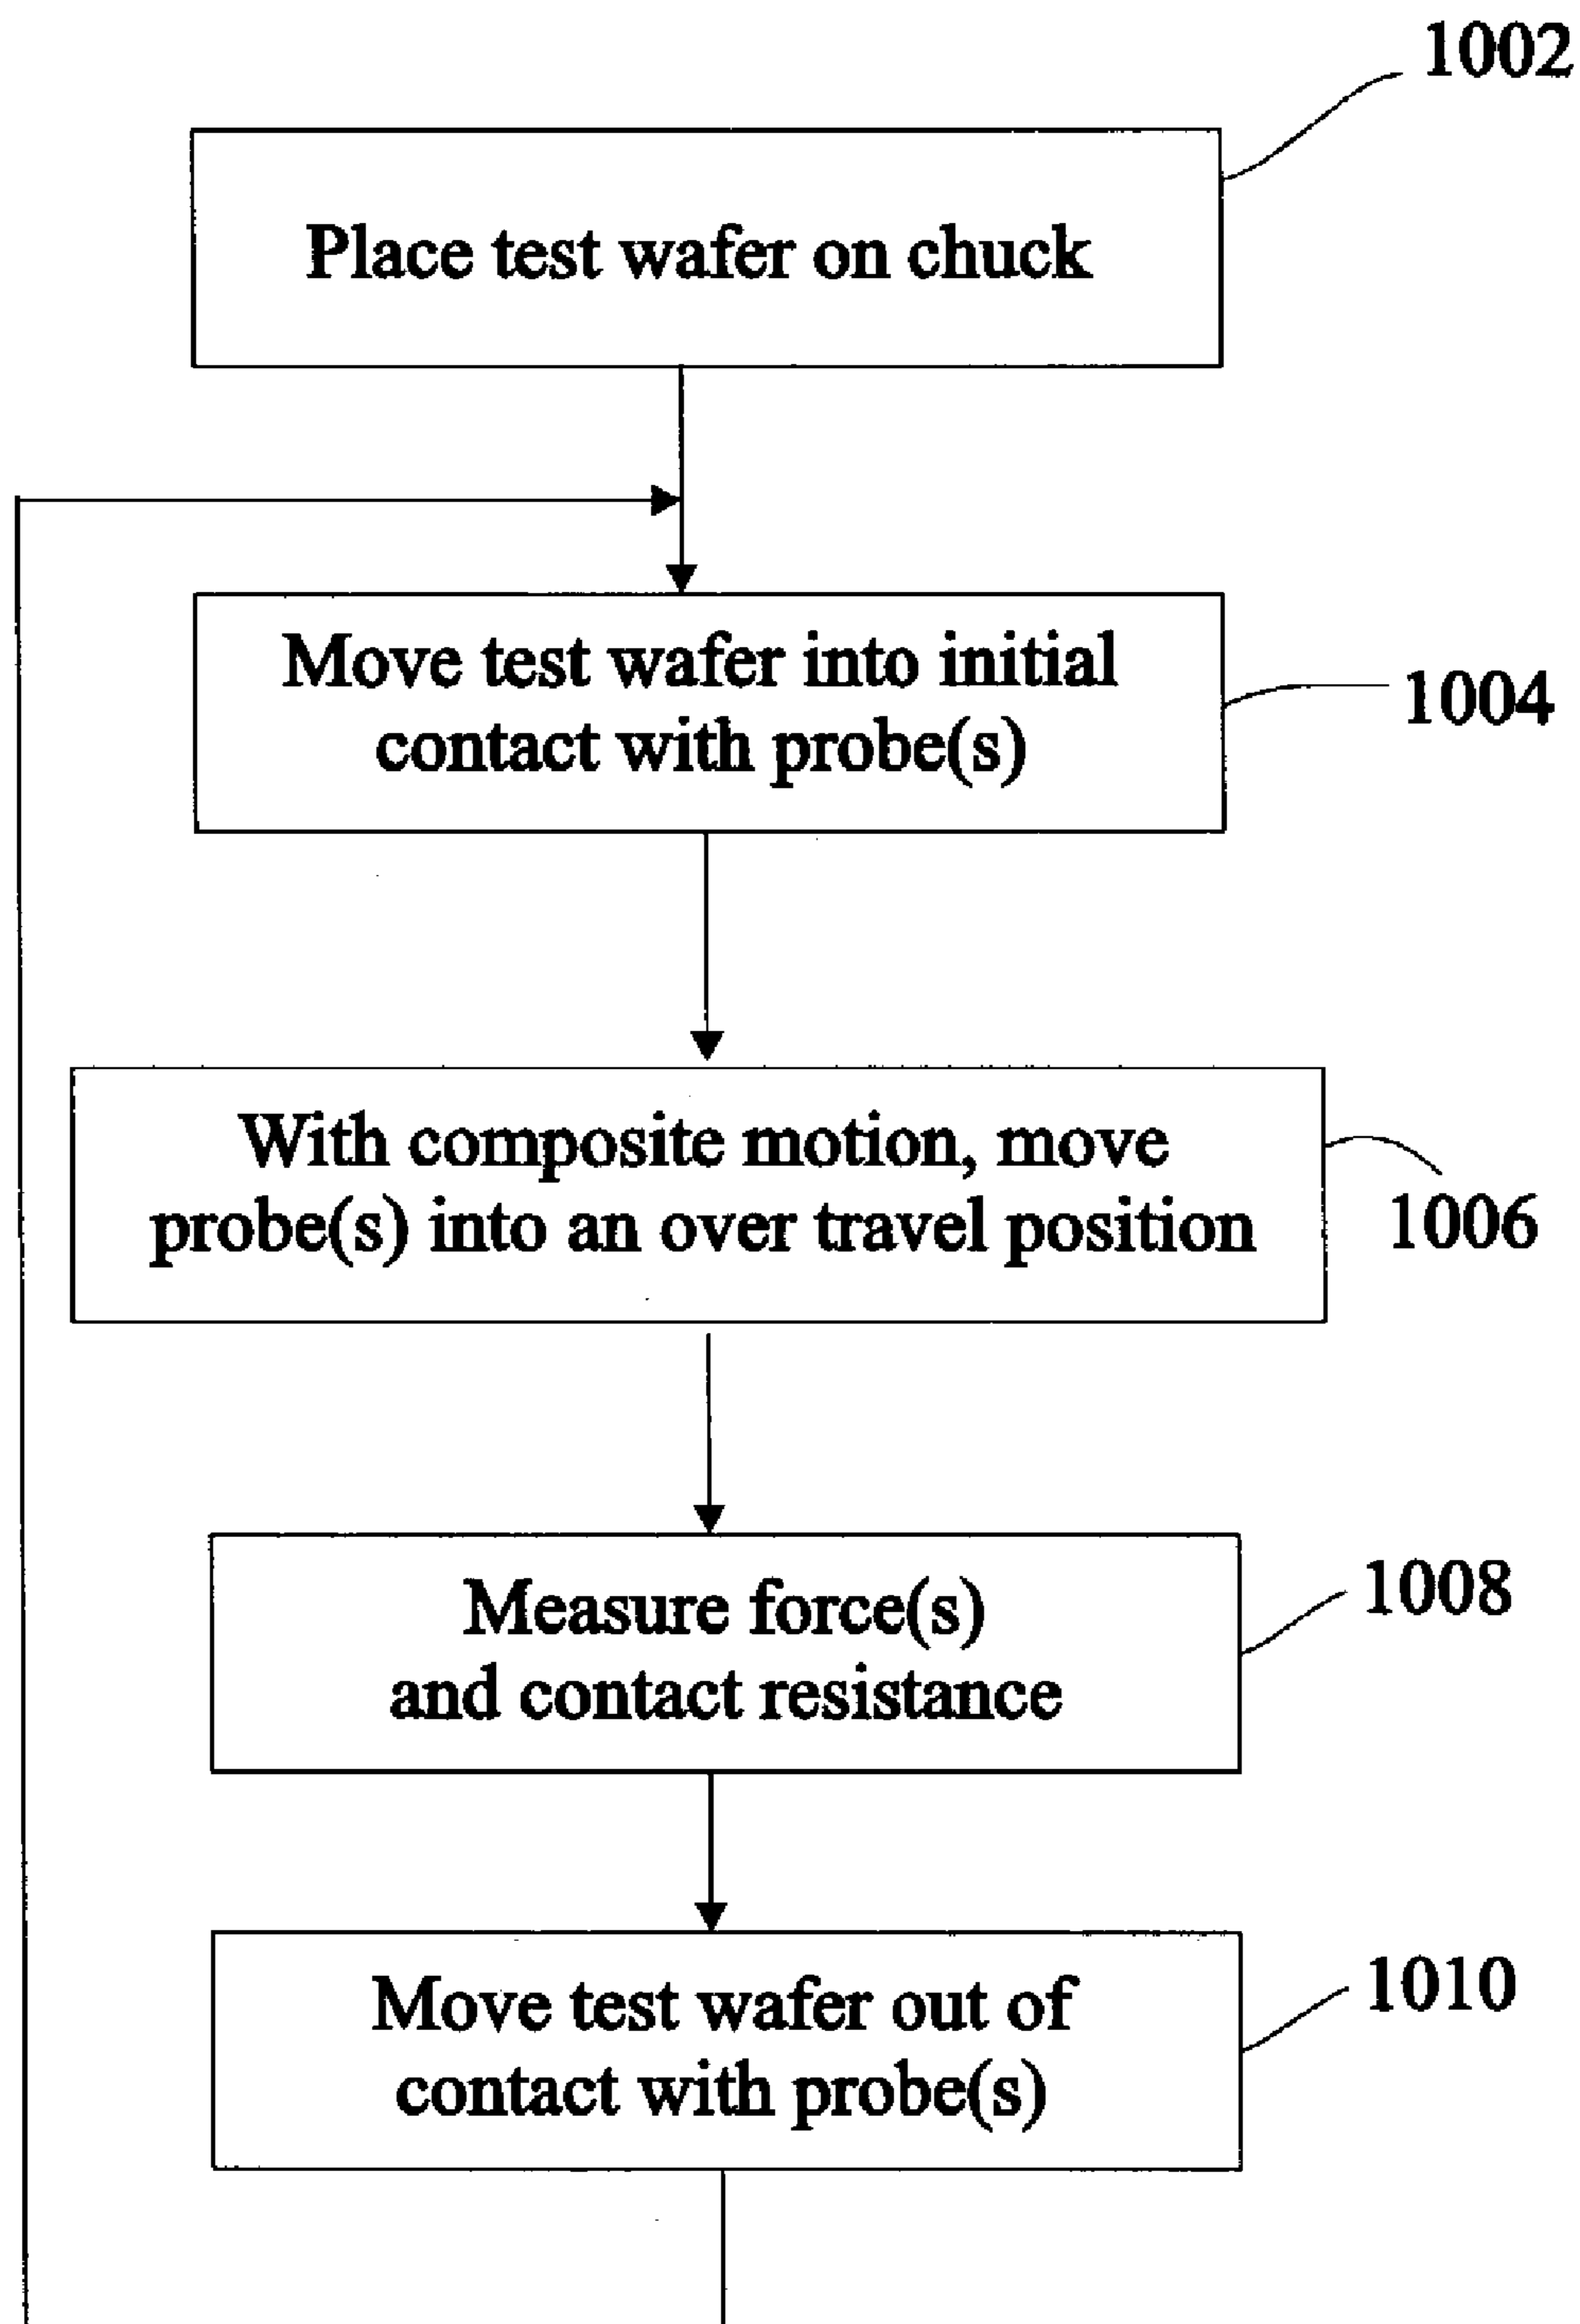 1002
Place test wafer on chuck
Move test wafer into initial
contact with probe(s)
1004
With composite motion, move
probe(s) into an over travel position
1006
Measure force(s)
and contact resistance
1008
Move test wafer out of
contact with probe(s)
1010